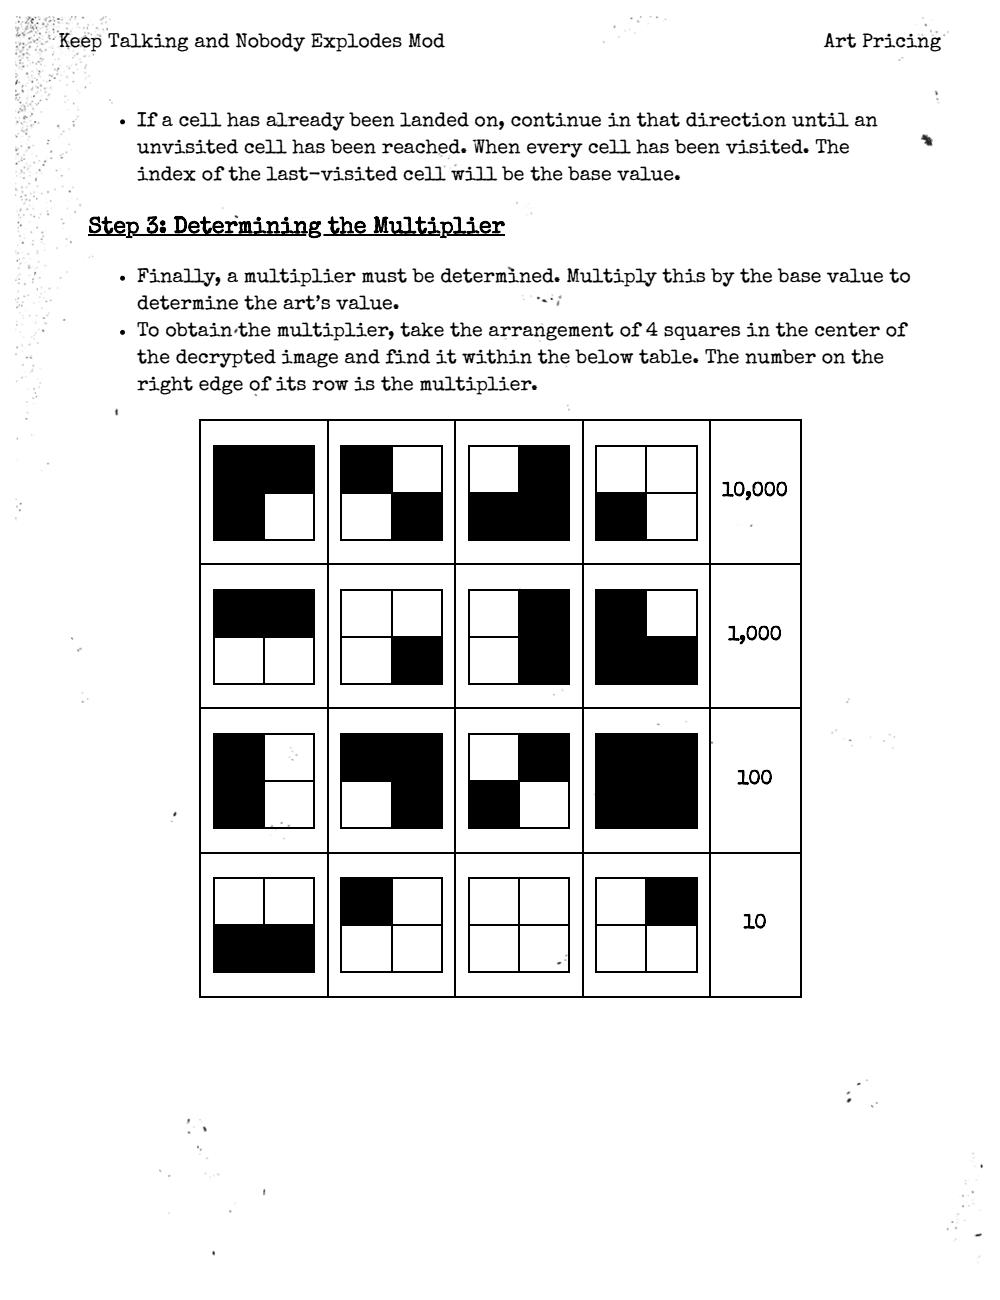 Keep Talking and Nobody Explodes Mod
Art Pricing
• If a cell has already been landed on, continue in that direction until an
unvisited cell has been reached. When every cell has been visited. The
index of the last-visited cell will be the base value.
Step 3: Determining the Multiplier
• Finally, a multiplier must be determined. Multiply this by the base value to
determine the art's value.
• To obtain the multiplier, take the arrangement of 4 squares in the center of
the decrypted image and find it within the below table. The number on the
right edge of its row is the multiplier.
10,000
1,000
100
10